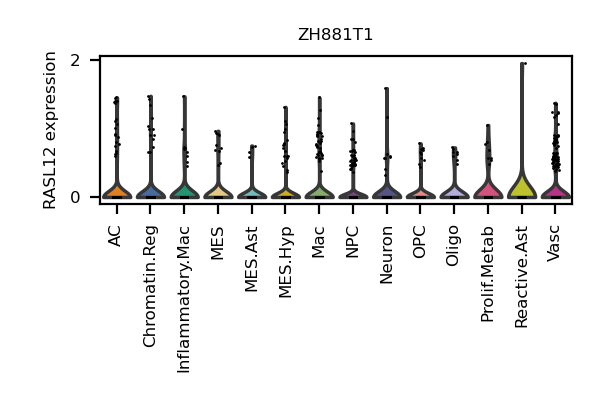 ZH881T1
RASL12 expression
2
0
AC
Chromatin.Reg
Inflammatory.Mac
MES
MES.Ast
MES.Hyp
Mac
NPC
Neuron
OPC
Oligo
Prolif.Metab
Reactive.Ast
Vasc